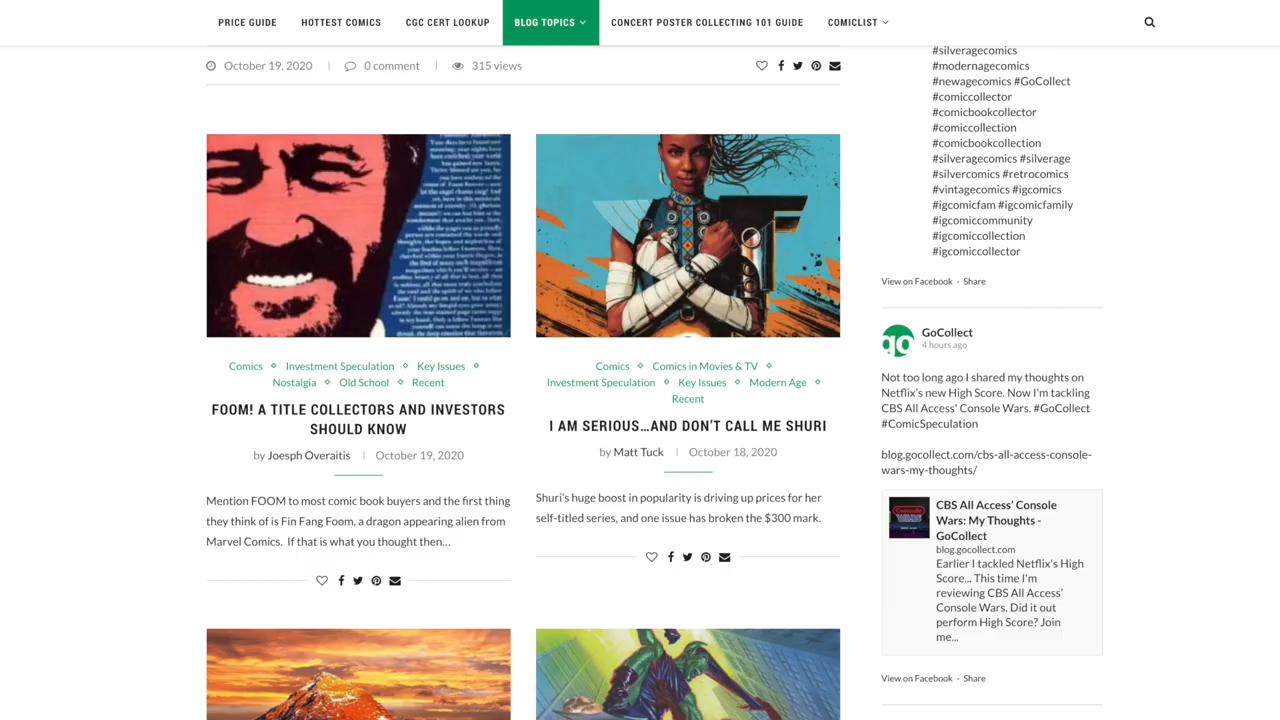 PRICE GUIDE HOTTEST COMICS CGC CERT LOOKUP BLOG TOPICS CONCERT POSTER COLLECTING 101 GUIDE COMICLIST
October 19, 2020 0 comment 315 views
Comics Investment Speculation Key Issues
Nostalgia Old School Recent
FOOM! A TITLE COLLECTORS AND INVESTORS
SHOULD KNOW
by Joesph Overaitis October 19, 2020
Mention FOOM to most comic book buyers and the first thing
they think of is Fin Fang Foom, a dragon appearing alien from
Marvel Comics. If that is what you thought then...
Comics Comics in Movies & TV
Investment Speculation Key Issues Modern Age
Recent
I AM SERIOUS...AND DON'T CALL ME SHURI
by Matt Tuck October 18, 2020
Shuri's huge boost in popularity is driving up prices for her
self-titled series, and one issue has broken the $300 mark.
#silveragecomics
#modernagecomics
#newagecomics #GoCollect
#comiccollector
#comicbookcollector
#comiccollection
#comicbookcollection
#silveragecomics #silverage
#silvercomics #retrocomics
#vintagecomics #igcomics
#igcomicfam #igcomicfamily
#igcomiccommunity
#igcomiccollection
#igcomiccollector
View on Facebook · Share
GoCollect
4 hours ago
Not too long ago I shared my thoughts on
Netflix's new High Score. Now I'm tackling
CBS All Access' Console Wars. #GoCollect
#ComicSpeculation
blog.gocollect.com/cbs-all-access-console-
wars-my-thoughts/
CBS All Access' Console
Wars: My Thoughts -
GoCollect
blog.gocollect.com
Earlier I tackled Netflix's High
Score... This time I'm
reviewing CBS All Access'
Console Wars. Did it out
perform High Score? Join
me...
View on Facebook · Share